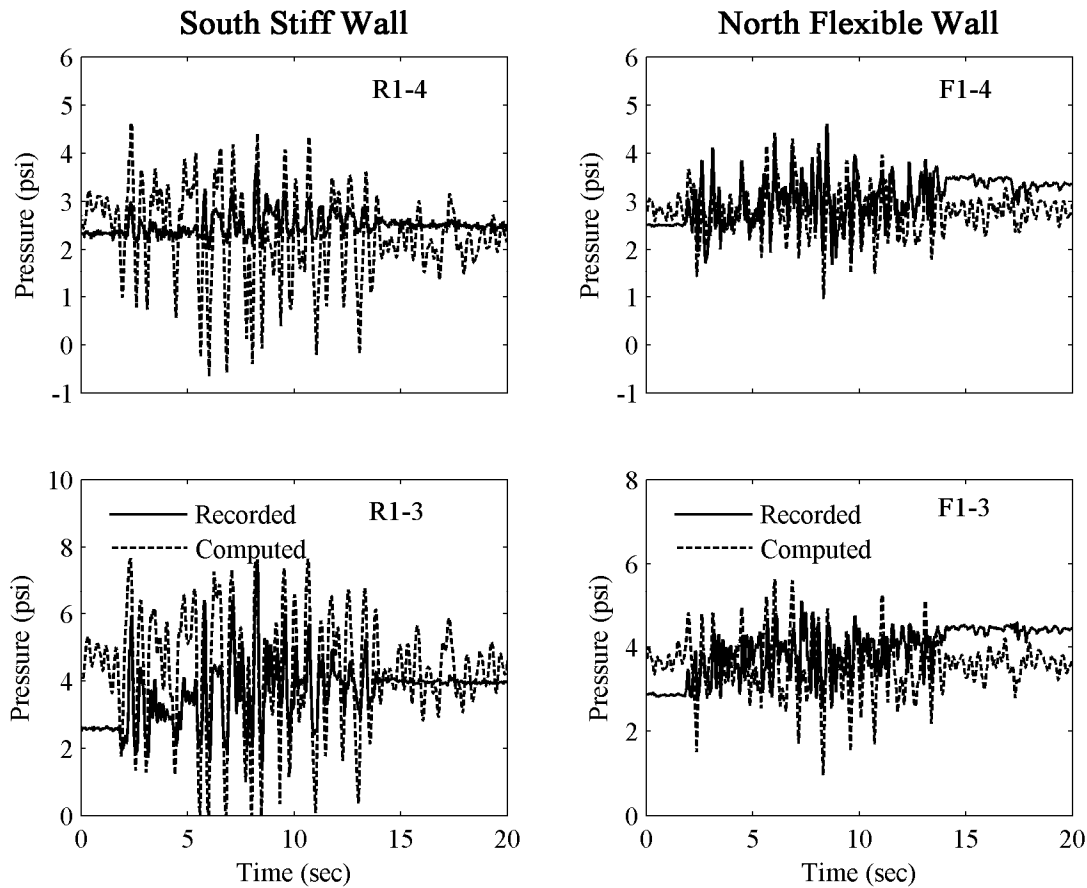 South Stiff Wall
North Flexible Wall
6
5
4
3
2
1
0
-1
Pressure (psi)
R1-4
6
5
4
3
2
1
0
-1
Pressure (psi)
F1-4
10
8
6
4
2
0
Pressure (psi)
R1-3
Recorded
Computed
0
5
10
15
20
Time (sec)
8
6
4
2
0
Pressure (psi)
F1-3
Recorded
Computed
0
5
10
15
20
Time (sec)